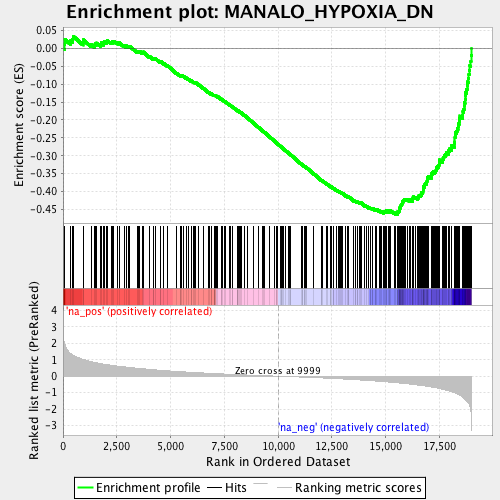 Enrichment plot: MANALO_HYPOXIA_DN
Enrichment score (ES)
0.05
0.00
-0.05
-0.10
-0.15
-0.20
-0.25
-0.30
-0.35
-0.40
-0.45
'na_pos' (positively correlated)
Ranked list metric (PreRanked)
4
3
2
1
0
-1
-2
-3
Zero cross at 9999
'na_neg' (negatively correlated)
0
2,500
5,000
7,500
10,000
12,500
15,000
17,500
Rank in Ordered Dataset
Enrichment profile
Hits
Ranking metric scores